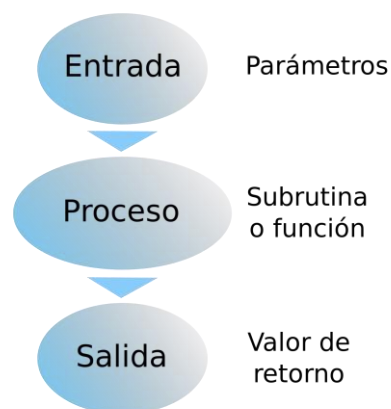 Entrada
Parámetros
Proceso
Subrutina
o función
Salida
Valor de
retorno